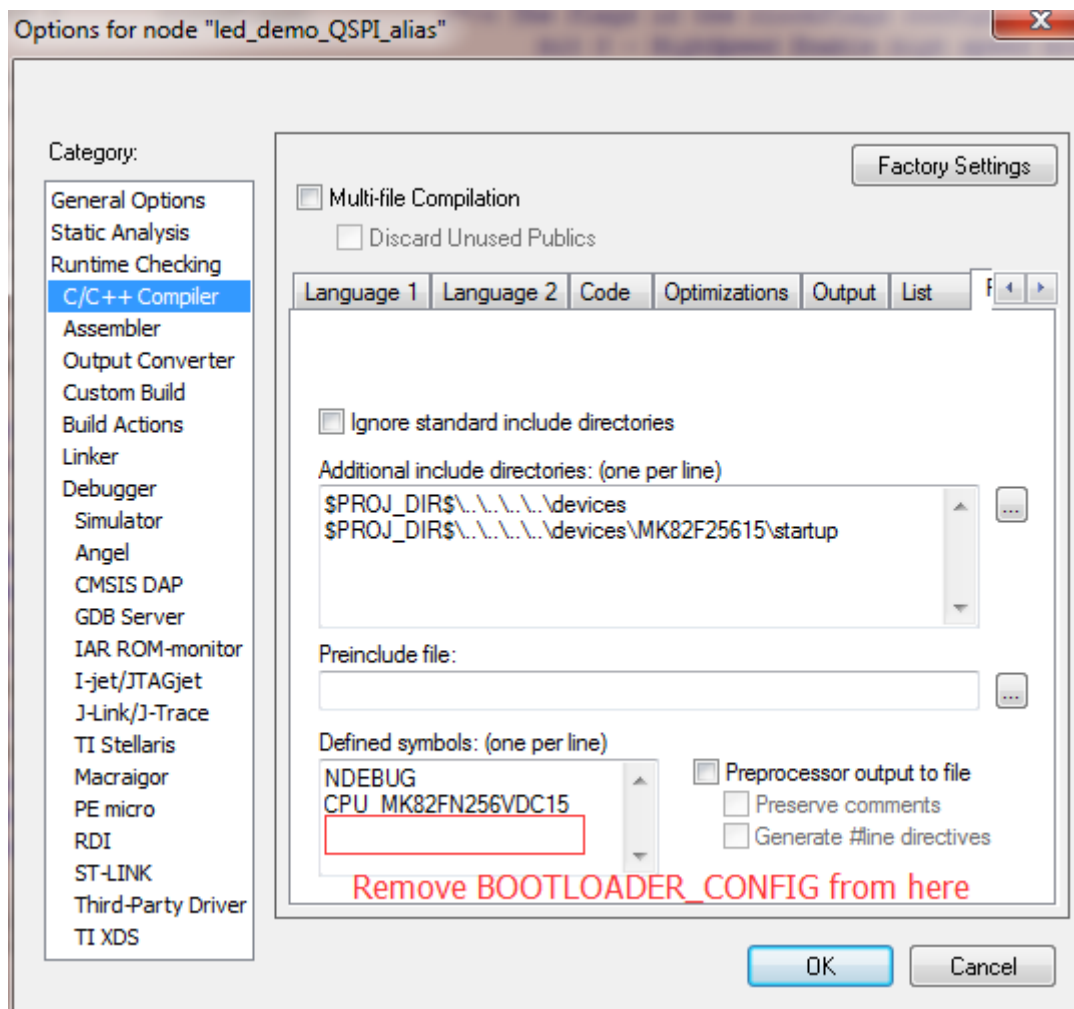 Options for node "led_demo_QSPI_alias"
X
Category:
General Options
Static Analysis
Runtime Checking
C/C++ Compiler
Assembler
Output Converter
Custom Build
Build Actions
Linker
Debugger
Simulator
Angel
CMSIS DAP
GDB Server
IAR ROM-monitor
I-jet/JTAGjet
J-Link/J-Trace
TI Stellaris
Macraigor
PE micro
RDI
ST-LINK
Third-Party Driver
TI XDS
Factory Settings
Multi-file Compilation
Discard Unused Publics
Language 1 Language 2 Code Optimizations Output List
Ignore standard include directories
Additional include directories: (one per line)
$PROJ_DIR$\..\..\..\..\devices
$PROJ_DIR$\..\..\..\..\devices\MK82F25615\startup
...
Preinclude file:
...
Defined symbols: (one per line)
NDEBUG
CPU_MK82FN256VDC15
Preprocessor output to file
Preserve comments
Generate #line directives
Remove BOOTLOADER_CONFIG from here
OK Cancel